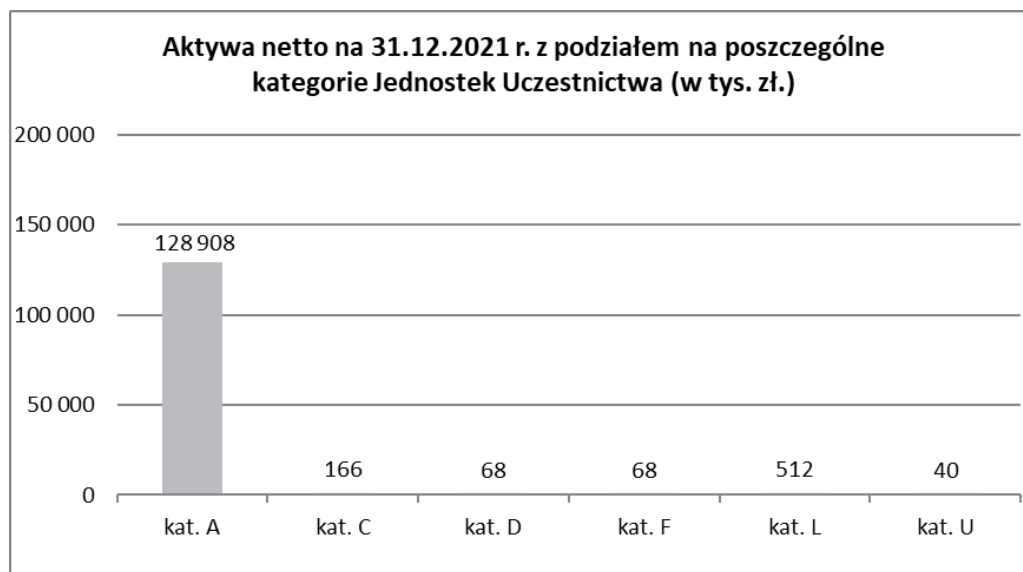 Aktywa netto na 31.12.2021 r. z podziałem na poszczególne
kategorie Jednostek Uczestnictwa (w tys. zł.)
200 000
150 000
100 000
50 000
0
128 908
166
68
68
512
40
kat. A
kat. C
kat. D
kat. F
kat. L
kat. U